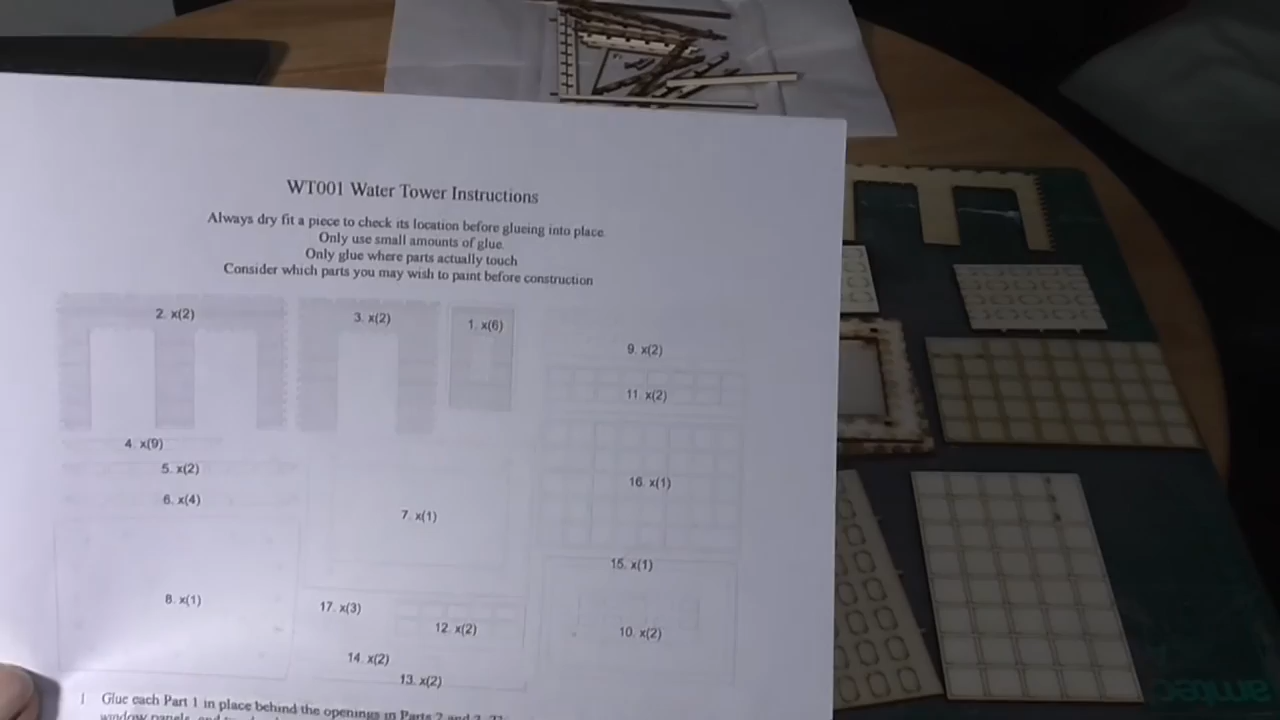 WT001 Water Tower Instructions
Always dry fit a piece to check its location before glueing into place
Only use small amounts of glue.
Only glue where parts actually touch
Consider which parts you may wish to paint before construction
2. x(2)
3. x(2)
1. x(6)
9. x(2)
11. x(2)
4. x(9)
5. x(2)
6. x(4)
16. x(1)
7. x(1)
15. x(1)
8. x(1)
17. x(3)
12. x(2)
10. x(2)
14. x(2)
13. x(2)
1 Glue each Part 1 in place behind the openings in Parts 2 and 3.
window panels, and